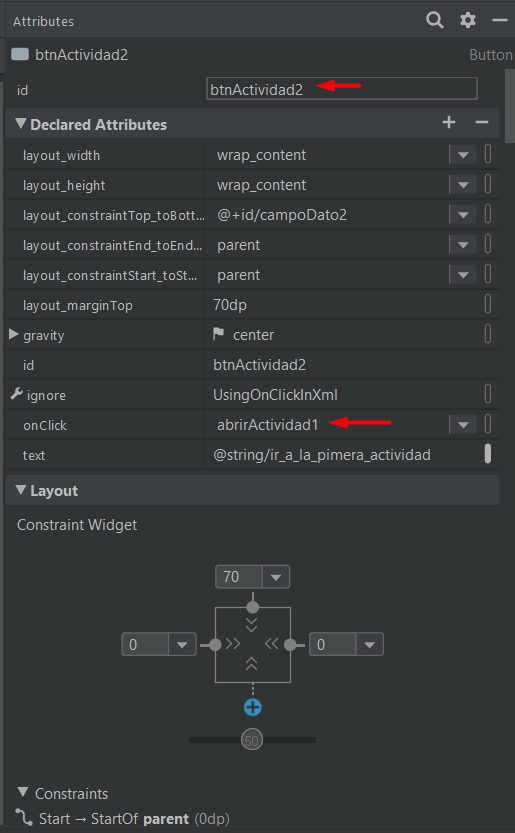 Attributes
btnActividad2 Button
id btnActividad2
Declared Attributes
layout_width wrap_content
layout_height wrap_content
layout_constraintTop_toBott... @+id/campoDato2
layout_constraintEnd_toEnd... parent
layout_constraintStart_toSt... parent
layout_marginTop 70dp
gravity center
id btnActividad2
ignore UsingOnClickInXml
onClick abrirActividad1
text @string/ir_a_la_pimera_actividad
Layout
Constraint Widget
70
0 0
50
Constraints
Start → StartOf parent (0dp)